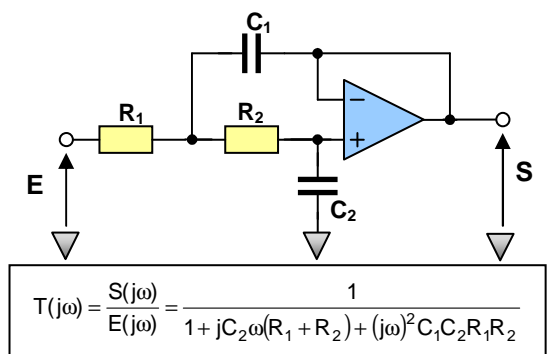 C₁
R₁ R₂
−
+
E
S
C₂
T(jω) = S(jω)/E(jω) = 1/(1 + jC₂ω(R₁ + R₂) + (jω)²C₁C₂R₁R₂)